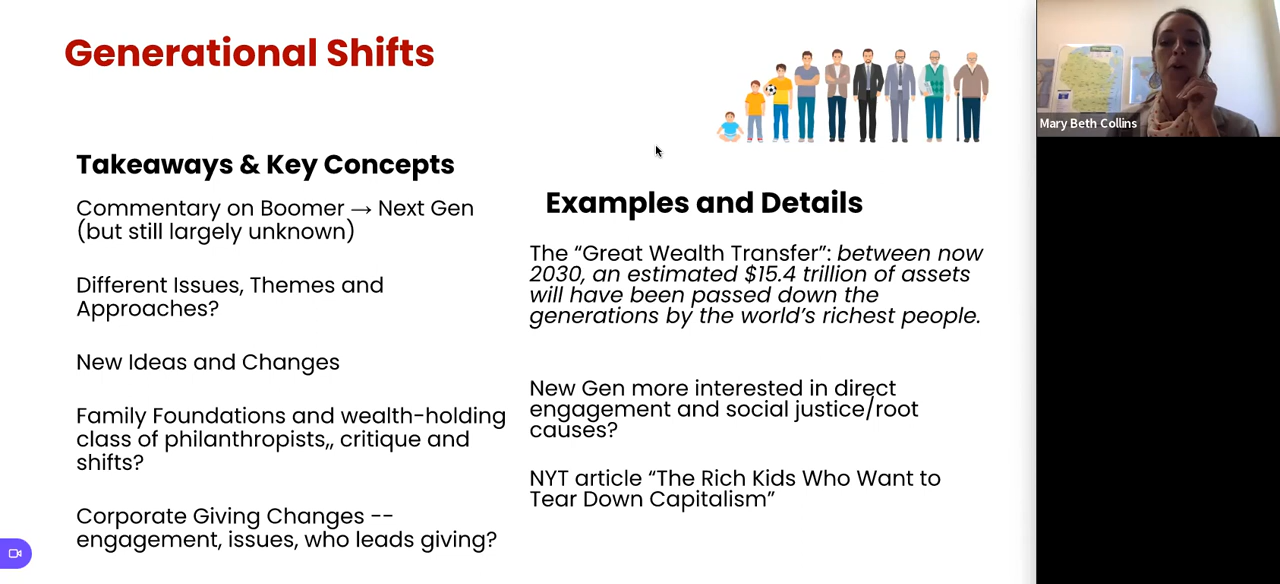 Generational Shifts
Takeaways & Key Concepts
Commentary on Boomer → Next Gen
(but still largely unknown)
Different Issues, Themes and
Approaches?
New Ideas and Changes
Family Foundations and wealth-holding
class of philanthropists,, critique and
shifts?
Corporate Giving Changes --
engagement, issues, who leads giving?
Examples and Details
The “Great Wealth Transfer”: between now
2030, an estimated $15.4 trillion of assets
will have been passed down the
generations by the world’s richest people.
New Gen more interested in direct
engagement and social justice/root
causes?
NYT article “The Rich Kids Who Want to
Tear Down Capitalism”
Mary Beth Collins